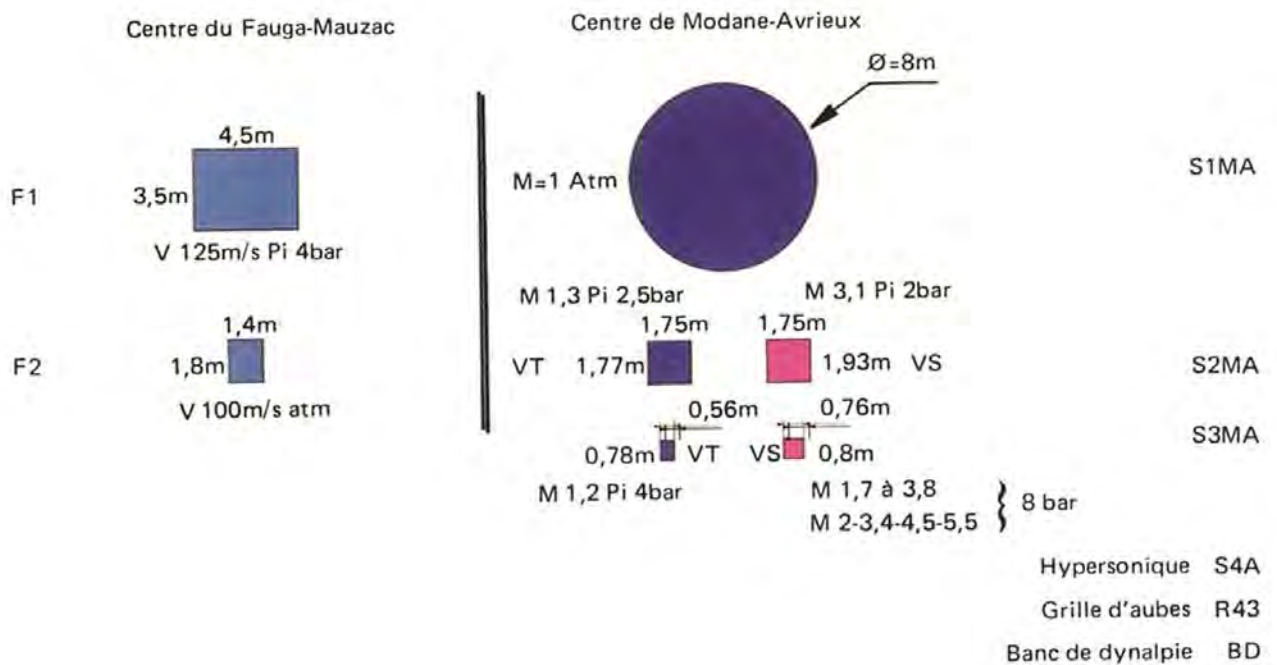 Centre du Fauga-Mauzac
Centre de Modane-Avrieux
Ø=8m
4,5m
F1
3,5m
V 125m/s Pi 4bar
M=1 Atm
S1MA
M 1,3 Pi 2,5bar
M 3,1 Pi 2bar
1,4m
F2
1,8m
V 100m/s atm
1,75m
1,75m
VT 1,77m
1,93m VS
S2MA
0,56m
0,76m
0,78m VT
VS 0,8m
S3MA
M 1,2 Pi 4bar
M 1,7 à 3,8
M 2-3,4-4,5-5,5
} 8 bar
Hypersonique S4A
Grille d'aubes R43
Banc de dynalpie BD